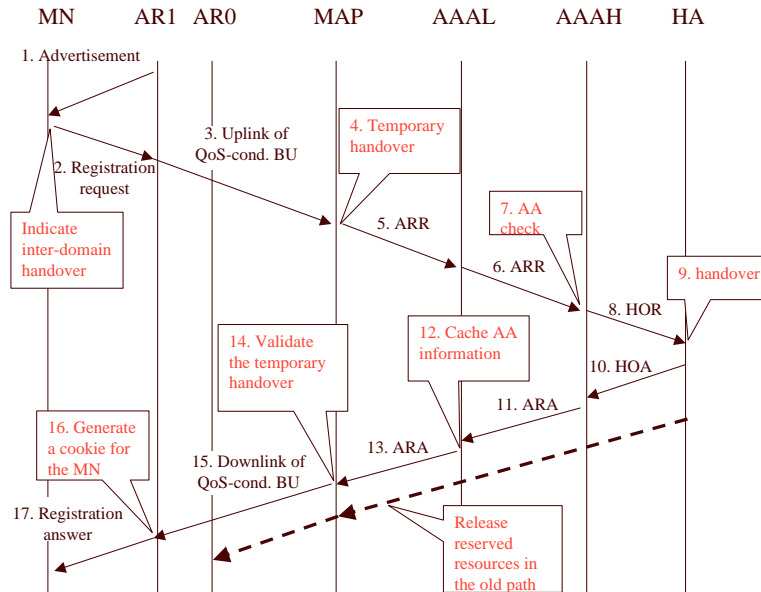 MN AR1 AR0 MAP AAAL AAAH HA
1. Advertisement
3. Uplink of
QoS-cond. BU
4. Temporary
handover
2. Registration
request
Indicate
inter-domain
handover
5. ARR
7. AA
check
6. ARR
9. handover
8. HOR
14. Validate
the temporary
handover
12. Cache AA
information
10. HOA
11. ARA
16. Generate
a cookie for
the MN
13. ARA
15. Downlink of
QoS-cond. BU
17. Registration
answer
Release
reserved
resources in
the old path